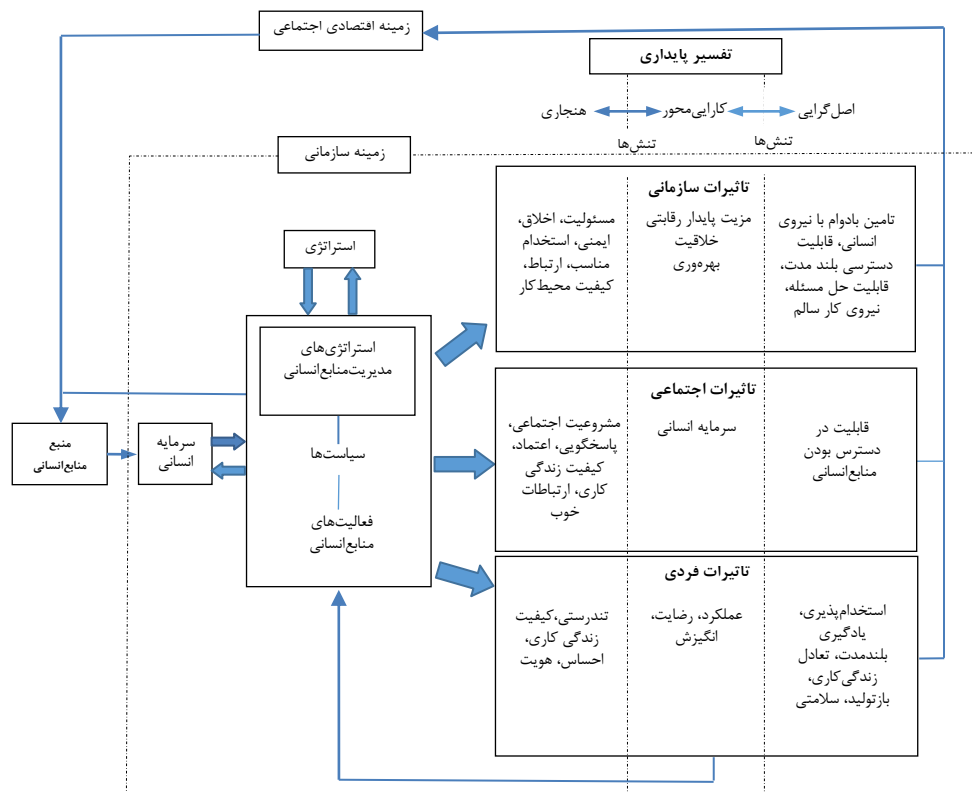 زمینه اقتصادی اجتماعی
تفسیر پایداری
اصل‌گرایی
کارایی‌محور
هنجاری
تنش‌ها
تنش‌ها
زمینه سازمانی
تاثیرات سازمانی
تامین بادوام با نیروی
انسانی، قابلیت
دسترسی بلند مدت،
قابلیت حل مسئله،
نیروی کار سالم
مزیت پایدار رقابتی
خلاقیت
بهره‌وری
مسئولیت، اخلاق،
ایمنی، استخدام
مناسب، ارتباط،
کیفیت محیط‌کار
استراتژی
استراتژی‌های
مدیریت‌منابع‌انسانی
سیاست‌ها
فعالیت‌های
منابع‌انسانی
سرمایه
انسانی
منبع
منابع‌انسانی
تاثیرات اجتماعی
قابلیت در
دسترس بودن
منابع‌انسانی
سرمایه انسانی
مشروعیت اجتماعی،
پاسخگویی، اعتماد،
کیفیت زندگی
کاری، ارتباطات
خوب
تاثیرات فردی
استخدام‌پذیری،
یادگیری
بلندمدت، تعادل
زندگی‌کاری،
بازتولید، سلامتی
عملکرد، رضایت،
انگیزش
تندرستی،کیفیت
زندگی کاری،
احساس، هویت